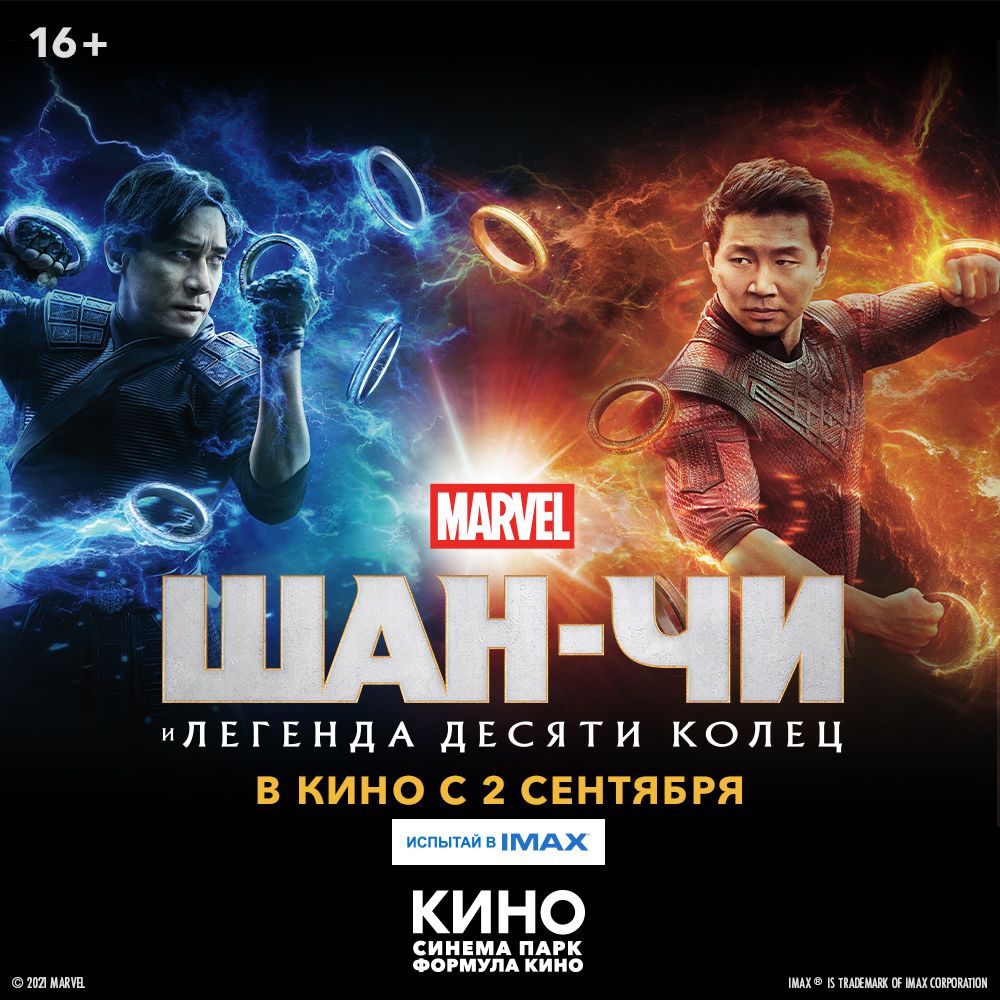 16+
MARVEL
ШАН-ЧИ
и ЛЕГЕНДА ДЕСЯТИ КОЛЕЦ
В КИНО С 2 СЕНТЯБРЯ
ИСПЫТАЙ В IMAX
КИНО
СИНЕМА ПАРК
ФОРМУЛА КИНО
© 2021 MARVEL
IMAX ® IS TRADEMARK OF IMAX CORPORATION